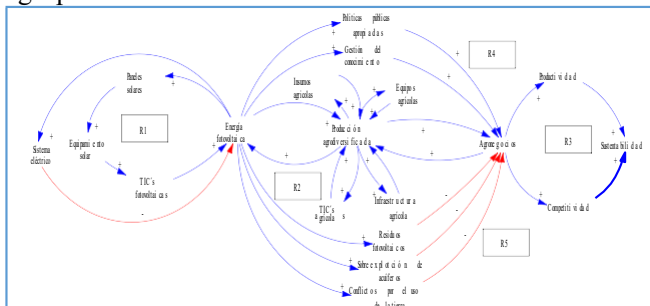 Políticas públicas
apropiadas
Gestión del
conocimiento
R4
Paneles
solares
Insumos
agrícolas
Equipos
agrícolas
Productividad
R1
Energía
fotovoltaica
Producción
agrodiversificada
Agronegocios
R3
Sustentabilidad
Sistema
eléctrico
Equipamiento
solar
TIC's
fotovoltaicas
R2
TIC's
agrícolas
Infraestructura
agrícola
Competitividad
Residuos
fotovoltaicos
R5
Sobreexplotación de
acuíferos
Conflictos por el uso
de la tierra